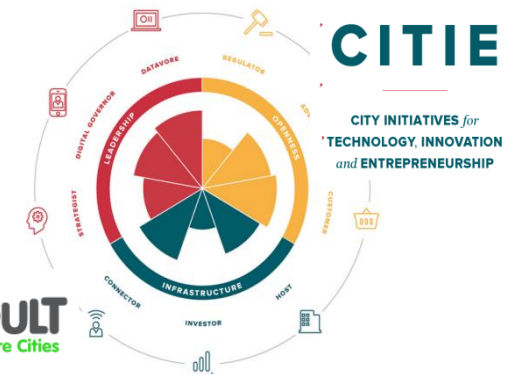 CITIE
CITY INITIATIVES for
TECHNOLOGY, INNOVATION
and ENTREPRENEURSHIP
DATAVORE
REGULATOR
DIGITAL GOVERNOR
LEADERSHIP
OPENNESS
STRATEGIST
CUSTOMER
INFRASTRUCTURE
CONNECTOR
HOST
INVESTOR
Cities